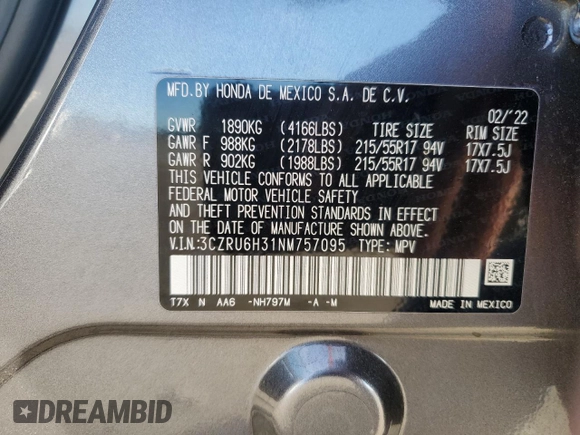 MFD.BY HONDA DE MEXICO S.A. DE C.V.
02/'22
GVWR 1890KG (4166LBS) TIRE SIZE RIM SIZE
GAWR F 988KG (2178LBS) 215/55R17 94V 17X7.5J
GAWR R 902KG (1988LBS) 215/55R17 94V 17X7.5J
THIS VEHICLE CONFORMS TO ALL APPLICABLE
FEDERAL MOTOR VEHICLE SAFETY
AND THEFT PREVENTION STANDARDS IN EFFECT
ON THE DATE OF MANUFACTURE SHOWN ABOVE.
V.I.N:3CZRU6H31NM757095 TYPE: MPV
T7X N AA6 -NH797M -A -M
MADE IN MEXICO
DREAMBID